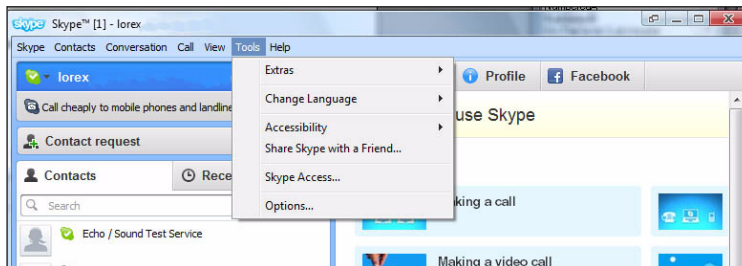 Skype™ [1] - lorex
Skype Contacts Conversation Call View Tools Help
lorex
Profile
Facebook
Call cheaply to mobile phones and landline
Contact request
Contacts
Rece
Search
Echo / Sound Test Service
Extras
Change Language
Accessibility
Share Skype with a Friend...
Skype Access...
Options...
use Skype
king a call
Making a video call